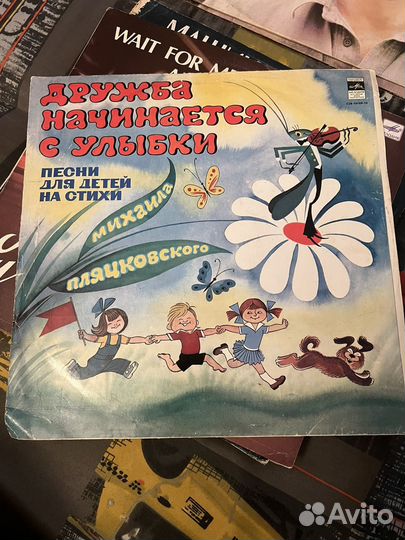 WAIT FOR ME
ДРУЖБА
НАЧИНАЕТСЯ
С УЛЫБКИ
ПЕСНИ
ДЛЯ ДЕТЕЙ
НА СТИХИ
МИХАИЛА
ПЛЯЦКОВСКОГО
Avito